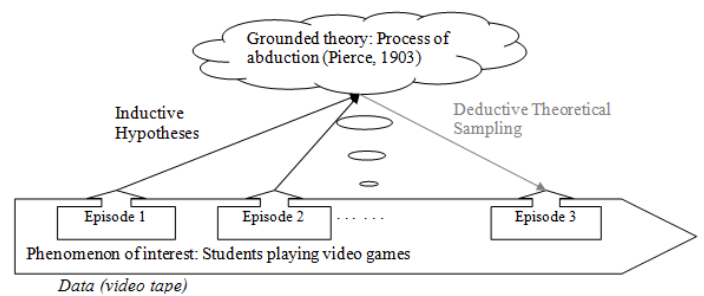 Grounded theory: Process of
abduction (Pierce, 1903)
Inductive
Hypotheses
Deductive Theoretical
Sampling
Episode 1
Episode 2
... ...
Episode 3
Phenomenon of interest: Students playing video games
Data (video tape)